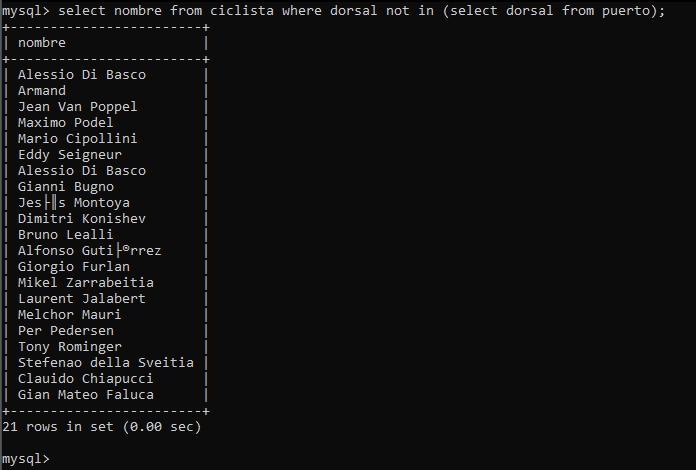 mysql> select nombre from ciclista where dorsal not in (select dorsal from puerto);
+------------------------+
| nombre                 |
+------------------------+
| Alessio Di Basco       |
| Armand                 |
| Jean Van Poppel        |
| Maximo Podel           |
| Mario Cipollini        |
| Eddy Seigneur          |
| Alessio Di Basco       |
| Gianni Bugno           |
| Jes├║s Montoya         |
| Dimitri Konishev       |
| Bruno Lealli           |
| Alfonso Guti├®rrez     |
| Giorgio Furlan         |
| Mikel Zarrabeitia      |
| Laurent Jalabert       |
| Melchor Mauri          |
| Per Pedersen           |
| Tony Rominger          |
| Stefenao della Sveitia |
| Clauido Chiapucci      |
| Gian Mateo Faluca      |
+------------------------+
21 rows in set (0.00 sec)
mysql>